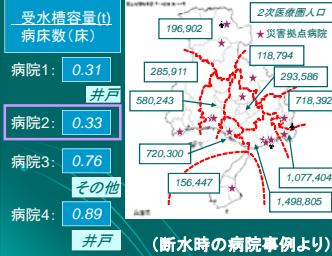 受水槽容量(t)
病床数(床)
病院1: 0.31
井戸
病院2: 0.33
病院3: 0.76
その他
病院4: 0.89
井戸
2次医療圏人口
★災害拠点病院
196,902
118,794
285,911
293,586
580,243
718,392
720,300
156,447
1,077,404
1,498,805
(断水時の病院事例より)